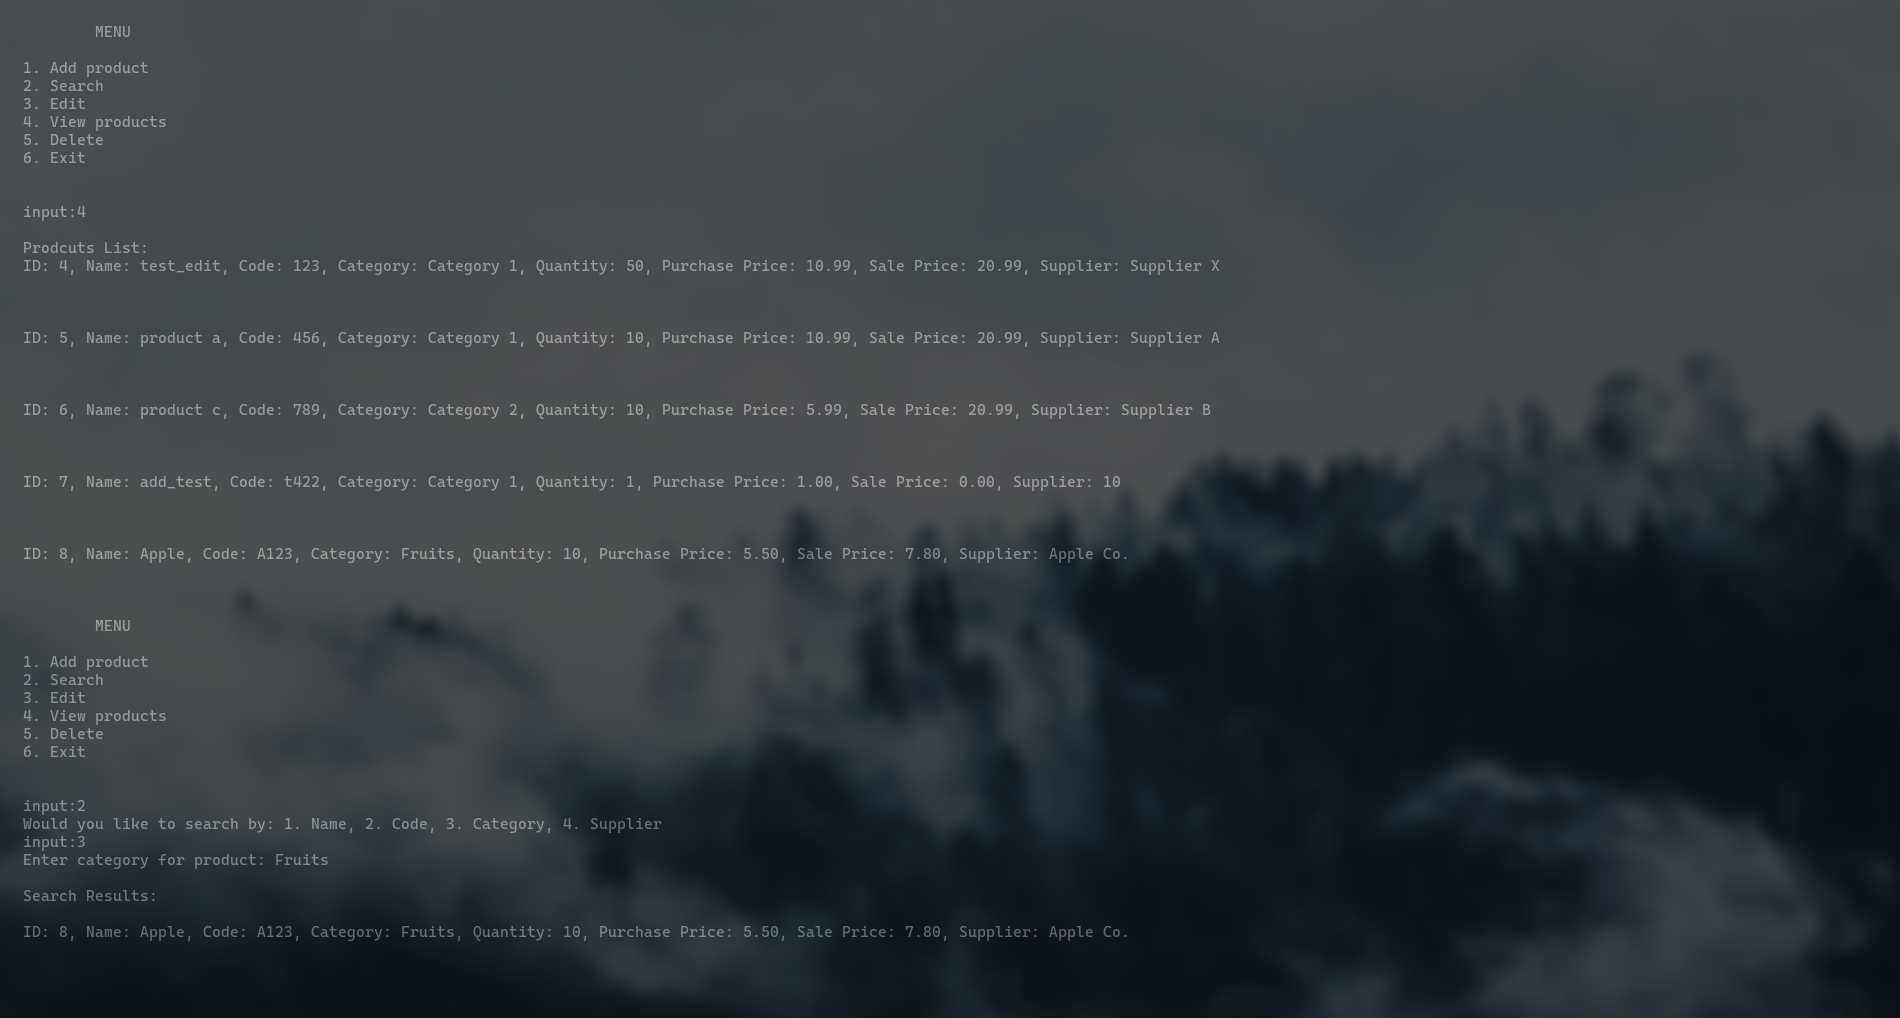 MENU
1. Add product
2. Search
3. Edit
4. View products
5. Delete
6. Exit
input:4
Prodcuts List:
ID: 4, Name: test_edit, Code: 123, Category: Category 1, Quantity: 50, Purchase Price: 10.99, Sale Price: 20.99, Supplier: Supplier X
ID: 5, Name: product a, Code: 456, Category: Category 1, Quantity: 10, Purchase Price: 10.99, Sale Price: 20.99, Supplier: Supplier A
ID: 6, Name: product c, Code: 789, Category: Category 2, Quantity: 10, Purchase Price: 5.99, Sale Price: 20.99, Supplier: Supplier B
ID: 7, Name: add_test, Code: t422, Category: Category 1, Quantity: 1, Purchase Price: 1.00, Sale Price: 0.00, Supplier: 10
ID: 8, Name: Apple, Code: A123, Category: Fruits, Quantity: 10, Purchase Price: 5.50, Sale Price: 7.80, Supplier: Apple Co.
MENU
1. Add product
2. Search
3. Edit
4. View products
5. Delete
6. Exit
input:2
Would you like to search by: 1. Name, 2. Code, 3. Category, 4. Supplier
input:3
Enter category for product: Fruits
Search Results:
ID: 8, Name: Apple, Code: A123, Category: Fruits, Quantity: 10, Purchase Price: 5.50, Sale Price: 7.80, Supplier: Apple Co.